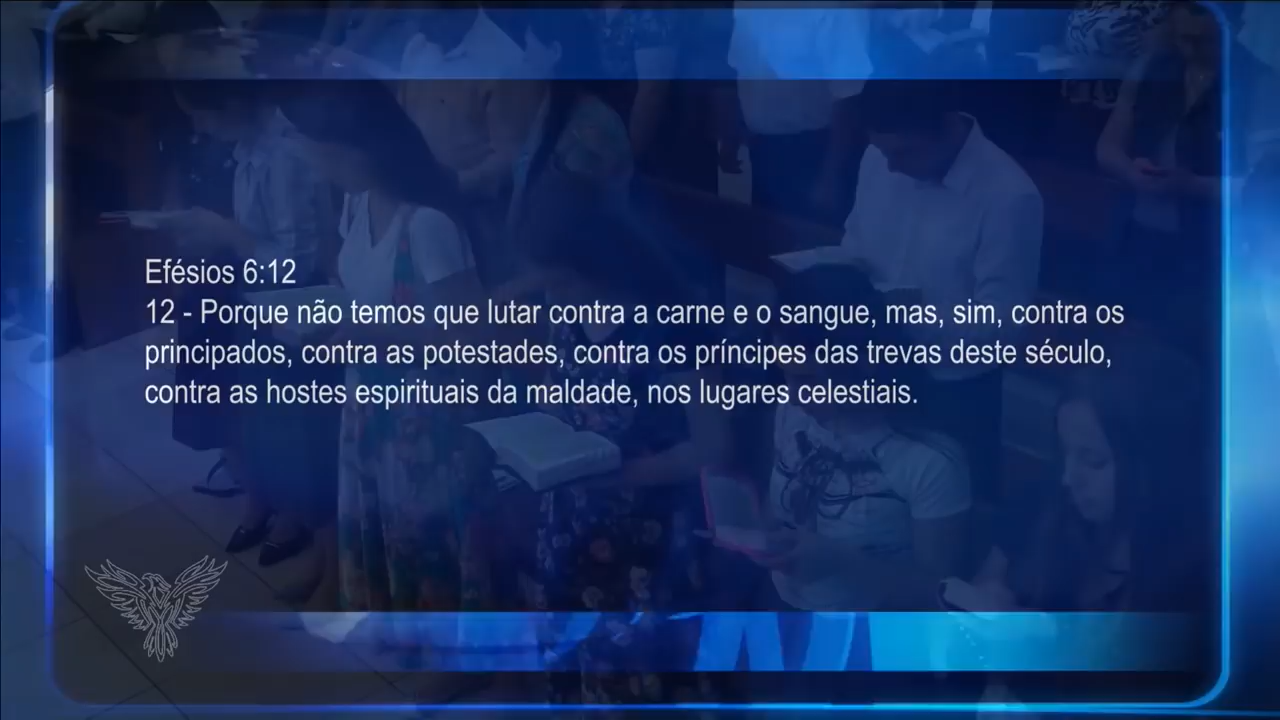 Efésios 6:12
12 - Porque não temos que lutar contra a carne e o sangue, mas, sim, contra os
principados, contra as potestades, contra os príncipes das trevas deste século,
contra as hostes espirituais da maldade, nos lugares celestiais.